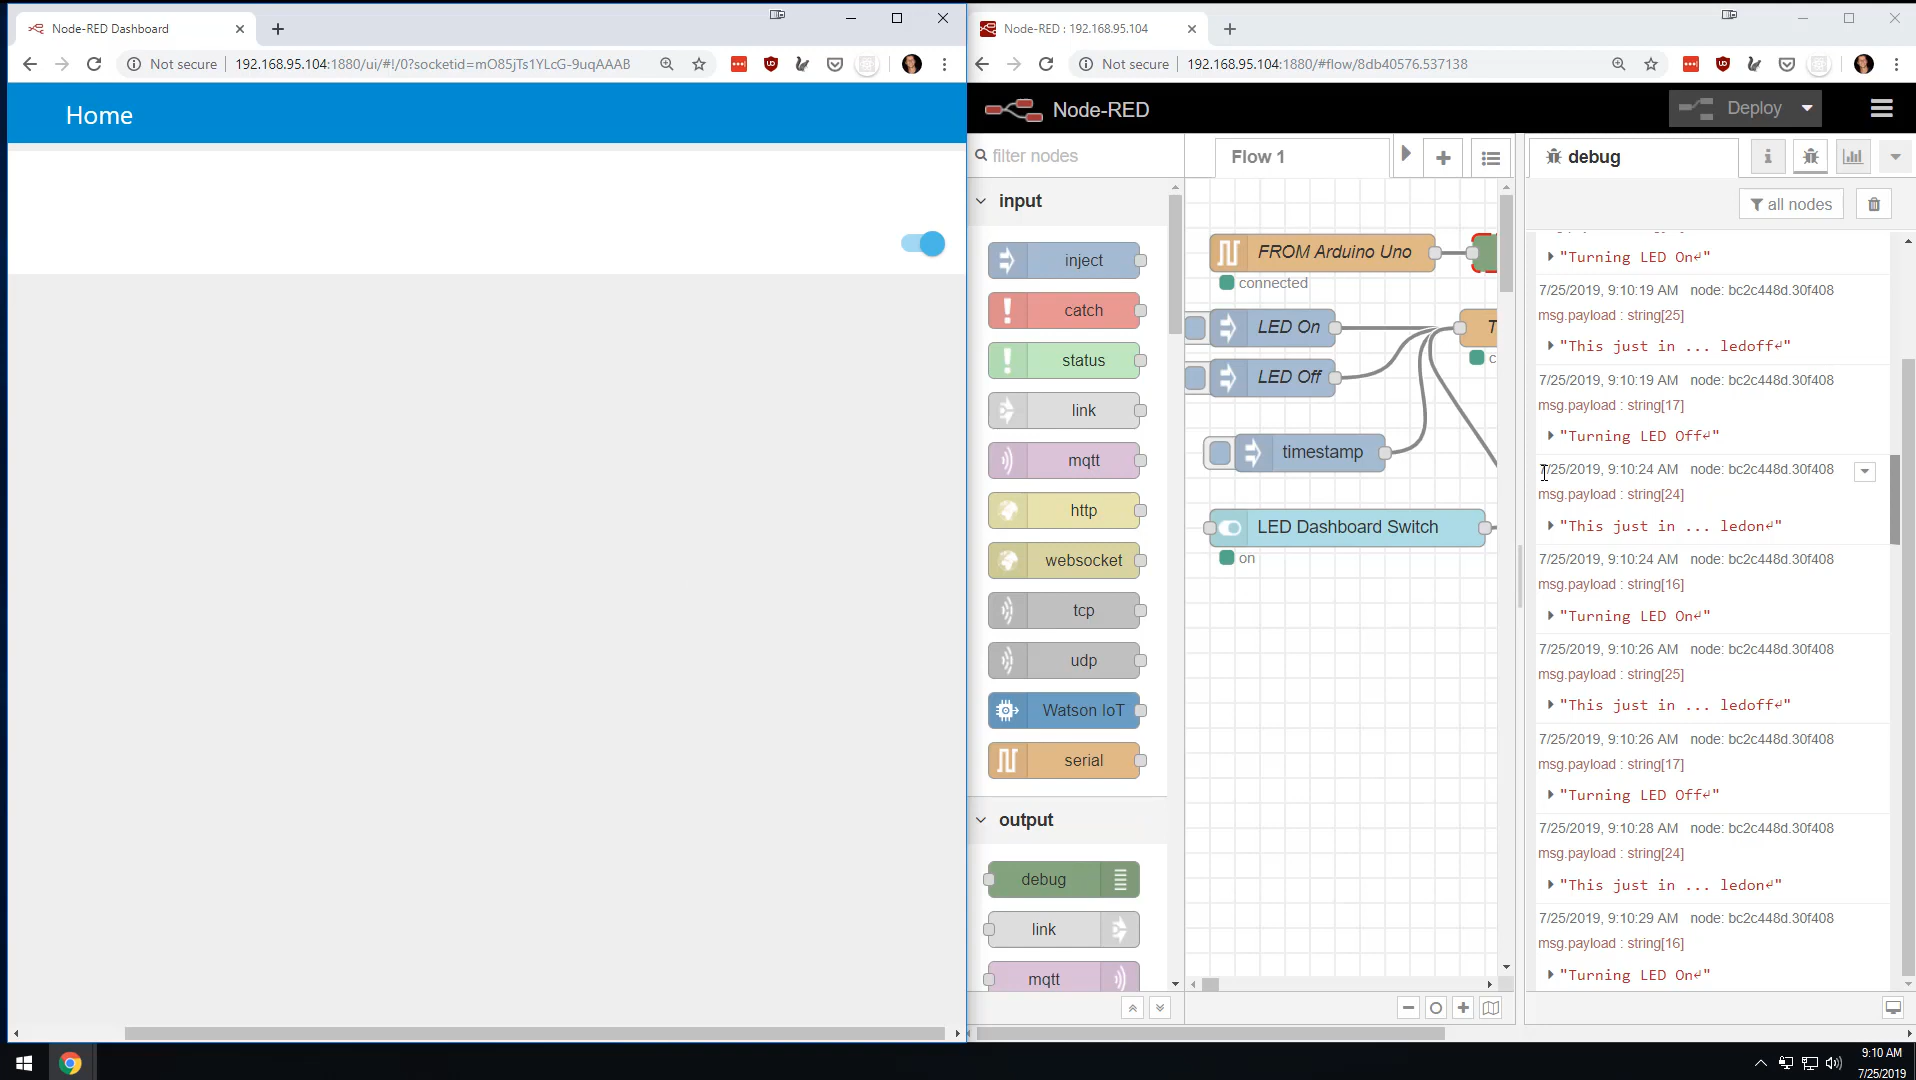 Node-RED Dashboard
Not secure
192.168.95.104:1880/ui/#!/0?socketid=mO85jTs1YLcG-9uqAAAB
Home
Node-RED : 192.168.95.104
Not secure
192.168.95.104:1880/#flow/8db40576.537138
Node-RED
Deploy
filter nodes
input
inject
catch
status
link
mqtt
http
websocket
tcp
udp
Watson IoT
serial
output
debug
link
mqtt
Flow 1
FROM Arduino Uno
connected
LED On
LED Off
timestamp
LED Dashboard Switch
on
debug
all nodes
"Turning LED On↵"
7/25/2019, 9:10:19 AM node: bc2c448d.30f408
msg.payload : string[25]
"This just in ... ledoff↵"
7/25/2019, 9:10:19 AM node: bc2c448d.30f408
msg.payload : string[17]
"Turning LED Off↵"
7/25/2019, 9:10:24 AM node: bc2c448d.30f408
msg.payload : string[24]
"This just in ... ledon↵"
7/25/2019, 9:10:24 AM node: bc2c448d.30f408
msg.payload : string[16]
"Turning LED On↵"
7/25/2019, 9:10:26 AM node: bc2c448d.30f408
msg.payload : string[25]
"This just in ... ledoff↵"
7/25/2019, 9:10:26 AM node: bc2c448d.30f408
msg.payload : string[17]
"Turning LED Off↵"
7/25/2019, 9:10:28 AM node: bc2c448d.30f408
msg.payload : string[24]
"This just in ... ledon↵"
7/25/2019, 9:10:29 AM node: bc2c448d.30f408
msg.payload : string[16]
"Turning LED On↵"
9:10 AM
7/25/2019